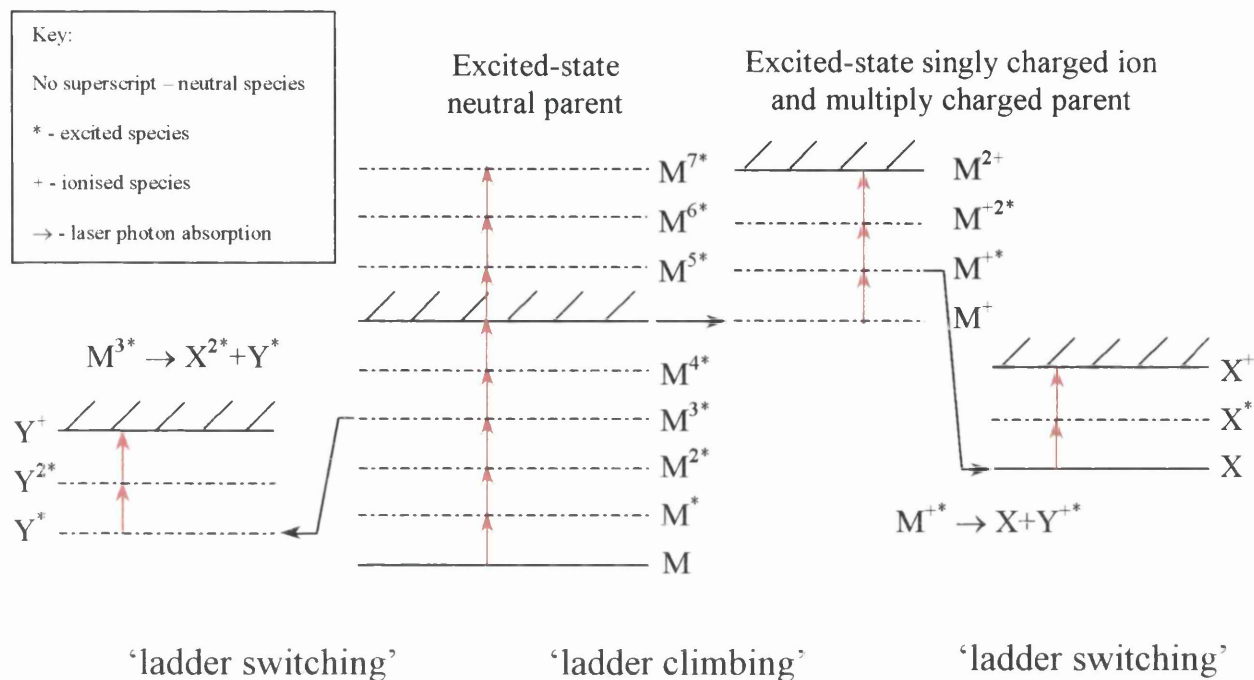 Key:
No superscript – neutral species
* - excited species
+ - ionised species
→ - laser photon absorption
Excited-state
neutral parent
Excited-state singly charged ion
and multiply charged parent
M³* → X²*+Y*
Y⁺
Y²*
Y*
M⁷*
M⁶*
M⁵*
M⁴*
M³*
M²*
M*
M
M²⁺
M⁺²*
M⁺*
M⁺
X⁺
X*
X
M⁺* → X+Y⁺*
‘ladder switching’
‘ladder climbing’
‘ladder switching’